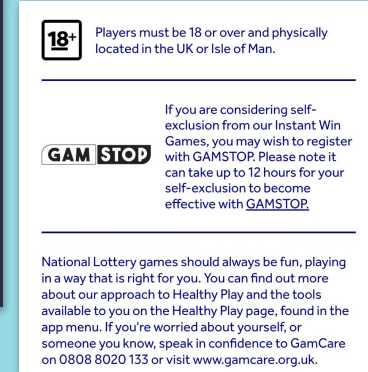 18+
Players must be 18 or over and physically
located in the UK or Isle of Man.
If you are considering self-
exclusion from our Instant Win
Games, you may wish to register
GAM STOP
with GAMSTOP. Please note it
can take up to 12 hours for your
self-exclusion to become
effective with GAMSTOP.
National Lottery games should always be fun, playing
in a way that is right for you. You can find out more
about our approach to Healthy Play and the tools
available to you on the Healthy Play page, found in the
app menu. If you're worried about yourself, or
someone you know, speak in confidence to GamCare
on 0808 8020 133 or visit www.gamcare.org.uk.